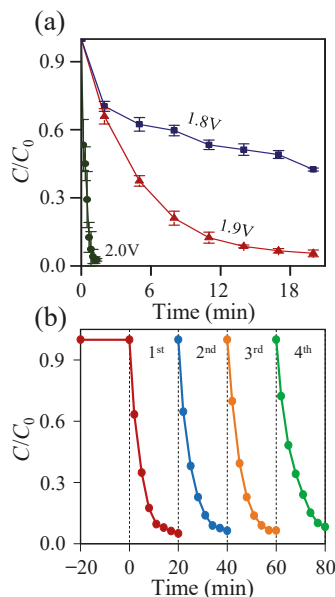 (a)
C/C₀
0.9
0.6
0.3
0.0
1.8V
1.9V
2.0V
0 6 12 18
Time (min)
(b)
C/C₀
0.9
0.6
0.3
0.0
1ˢᵗ 2ⁿᵈ 3ʳᵈ 4ᵗʰ
−20 0 20 40 60 80
Time (min)